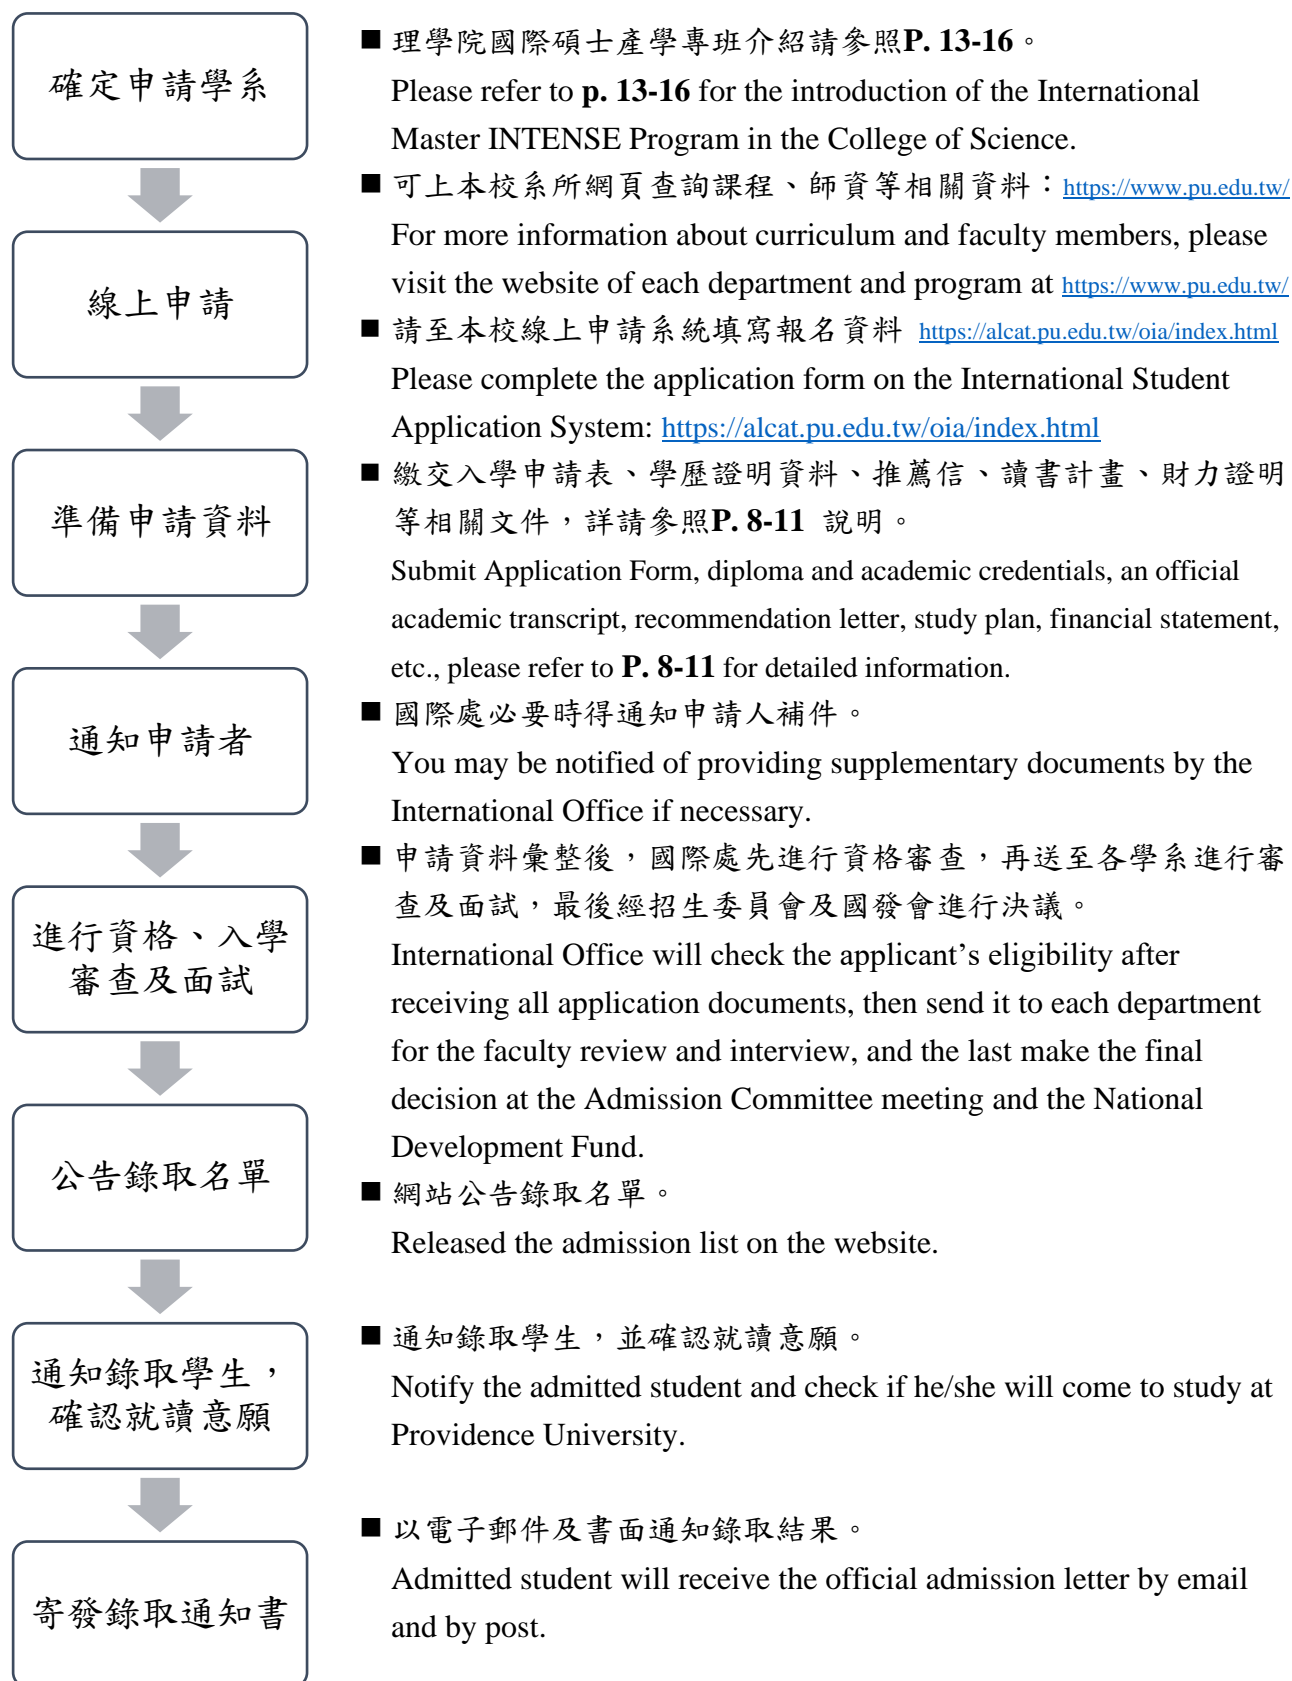 確定申請學系
線上申請
準備申請資料
通知申請者
進行資格、入學
審查及面試
公告錄取名單
通知錄取學生，
確認就讀意願
寄發錄取通知書
■ 理學院國際碩士產學專班介紹請參照P. 13-16。
Please refer to p. 13-16 for the introduction of the International
Master INTENSE Program in the College of Science.
■ 可上本校系所網頁查詢課程、師資等相關資料：https://www.pu.edu.tw/
For more information about curriculum and faculty members, please
visit the website of each department and program at https://www.pu.edu.tw/
■ 請至本校線上申請系統填寫報名資料 https://alcat.pu.edu.tw/oia/index.html
Please complete the application form on the International Student
Application System: https://alcat.pu.edu.tw/oia/index.html
■ 繳交入學申請表、學歷證明資料、推薦信、讀書計畫、財力證明
等相關文件，詳請參照P. 8-11 說明。
Submit Application Form, diploma and academic credentials, an official
academic transcript, recommendation letter, study plan, financial statement,
etc., please refer to P. 8-11 for detailed information.
■ 國際處必要時得通知申請人補件。
You may be notified of providing supplementary documents by the
International Office if necessary.
■ 申請資料彙整後，國際處先進行資格審查，再送至各學系進行審
查及面試，最後經招生委員會及國發會進行決議。
International Office will check the applicant’s eligibility after
receiving all application documents, then send it to each department
for the faculty review and interview, and the last make the final
decision at the Admission Committee meeting and the National
Development Fund.
■ 網站公告錄取名單。
Released the admission list on the website.
■ 通知錄取學生，並確認就讀意願。
Notify the admitted student and check if he/she will come to study at
Providence University.
■ 以電子郵件及書面通知錄取結果。
Admitted student will receive the official admission letter by email
and by post.